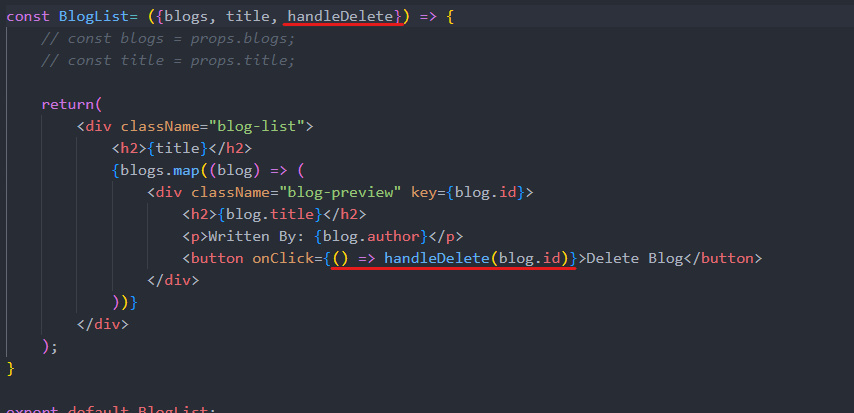 const BlogList= ({blogs, title, handleDelete}) => {
// const blogs = props.blogs;
// const title = props.title;
return(
<div className="blog-list">
<h2>{title}</h2>
{blogs.map((blog) => (
<div className="blog-preview" key={blog.id}>
<h2>{blog.title}</h2>
<p>Written By: {blog.author}</p>
<button onClick={() => handleDelete(blog.id)}>Delete Blog</button>
</div>
))}
</div>
);
}
export default BlogList;